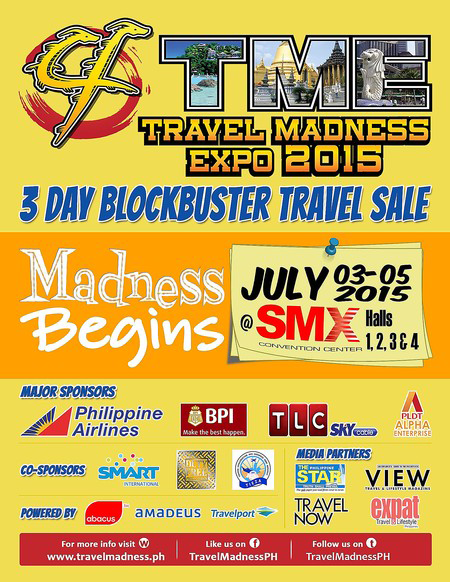 TME
TRAVEL MADNESS
EXPO 2015
3 DAY BLOCKBUSTER TRAVEL SALE
Madness
Begins
JULY 03-05
2015
@ SMX Halls
CONVENTION CENTER 1, 2, 3 & 4
MAJOR SPONSORS
Philippine
Airlines
BPI
Make the best happen.
TLC
SKY
cable
PLDT
ALPHA
ENTERPRISE
CO-SPONSORS
SMART
INTERNATIONAL
MEDIA PARTNERS
THE PHILIPPINE
STAR
VIEW
TRAVEL & LIFESTYLE MAGAZINE
POWERED BY
abacus
amadeus
Travelport
TRAVEL
NOW
expat
Travel & Lifestyle
For more info visit W
www.travelmadness.ph
Like us on f
TravelMadnessPH
Follow us on t
TravelMadnessPH